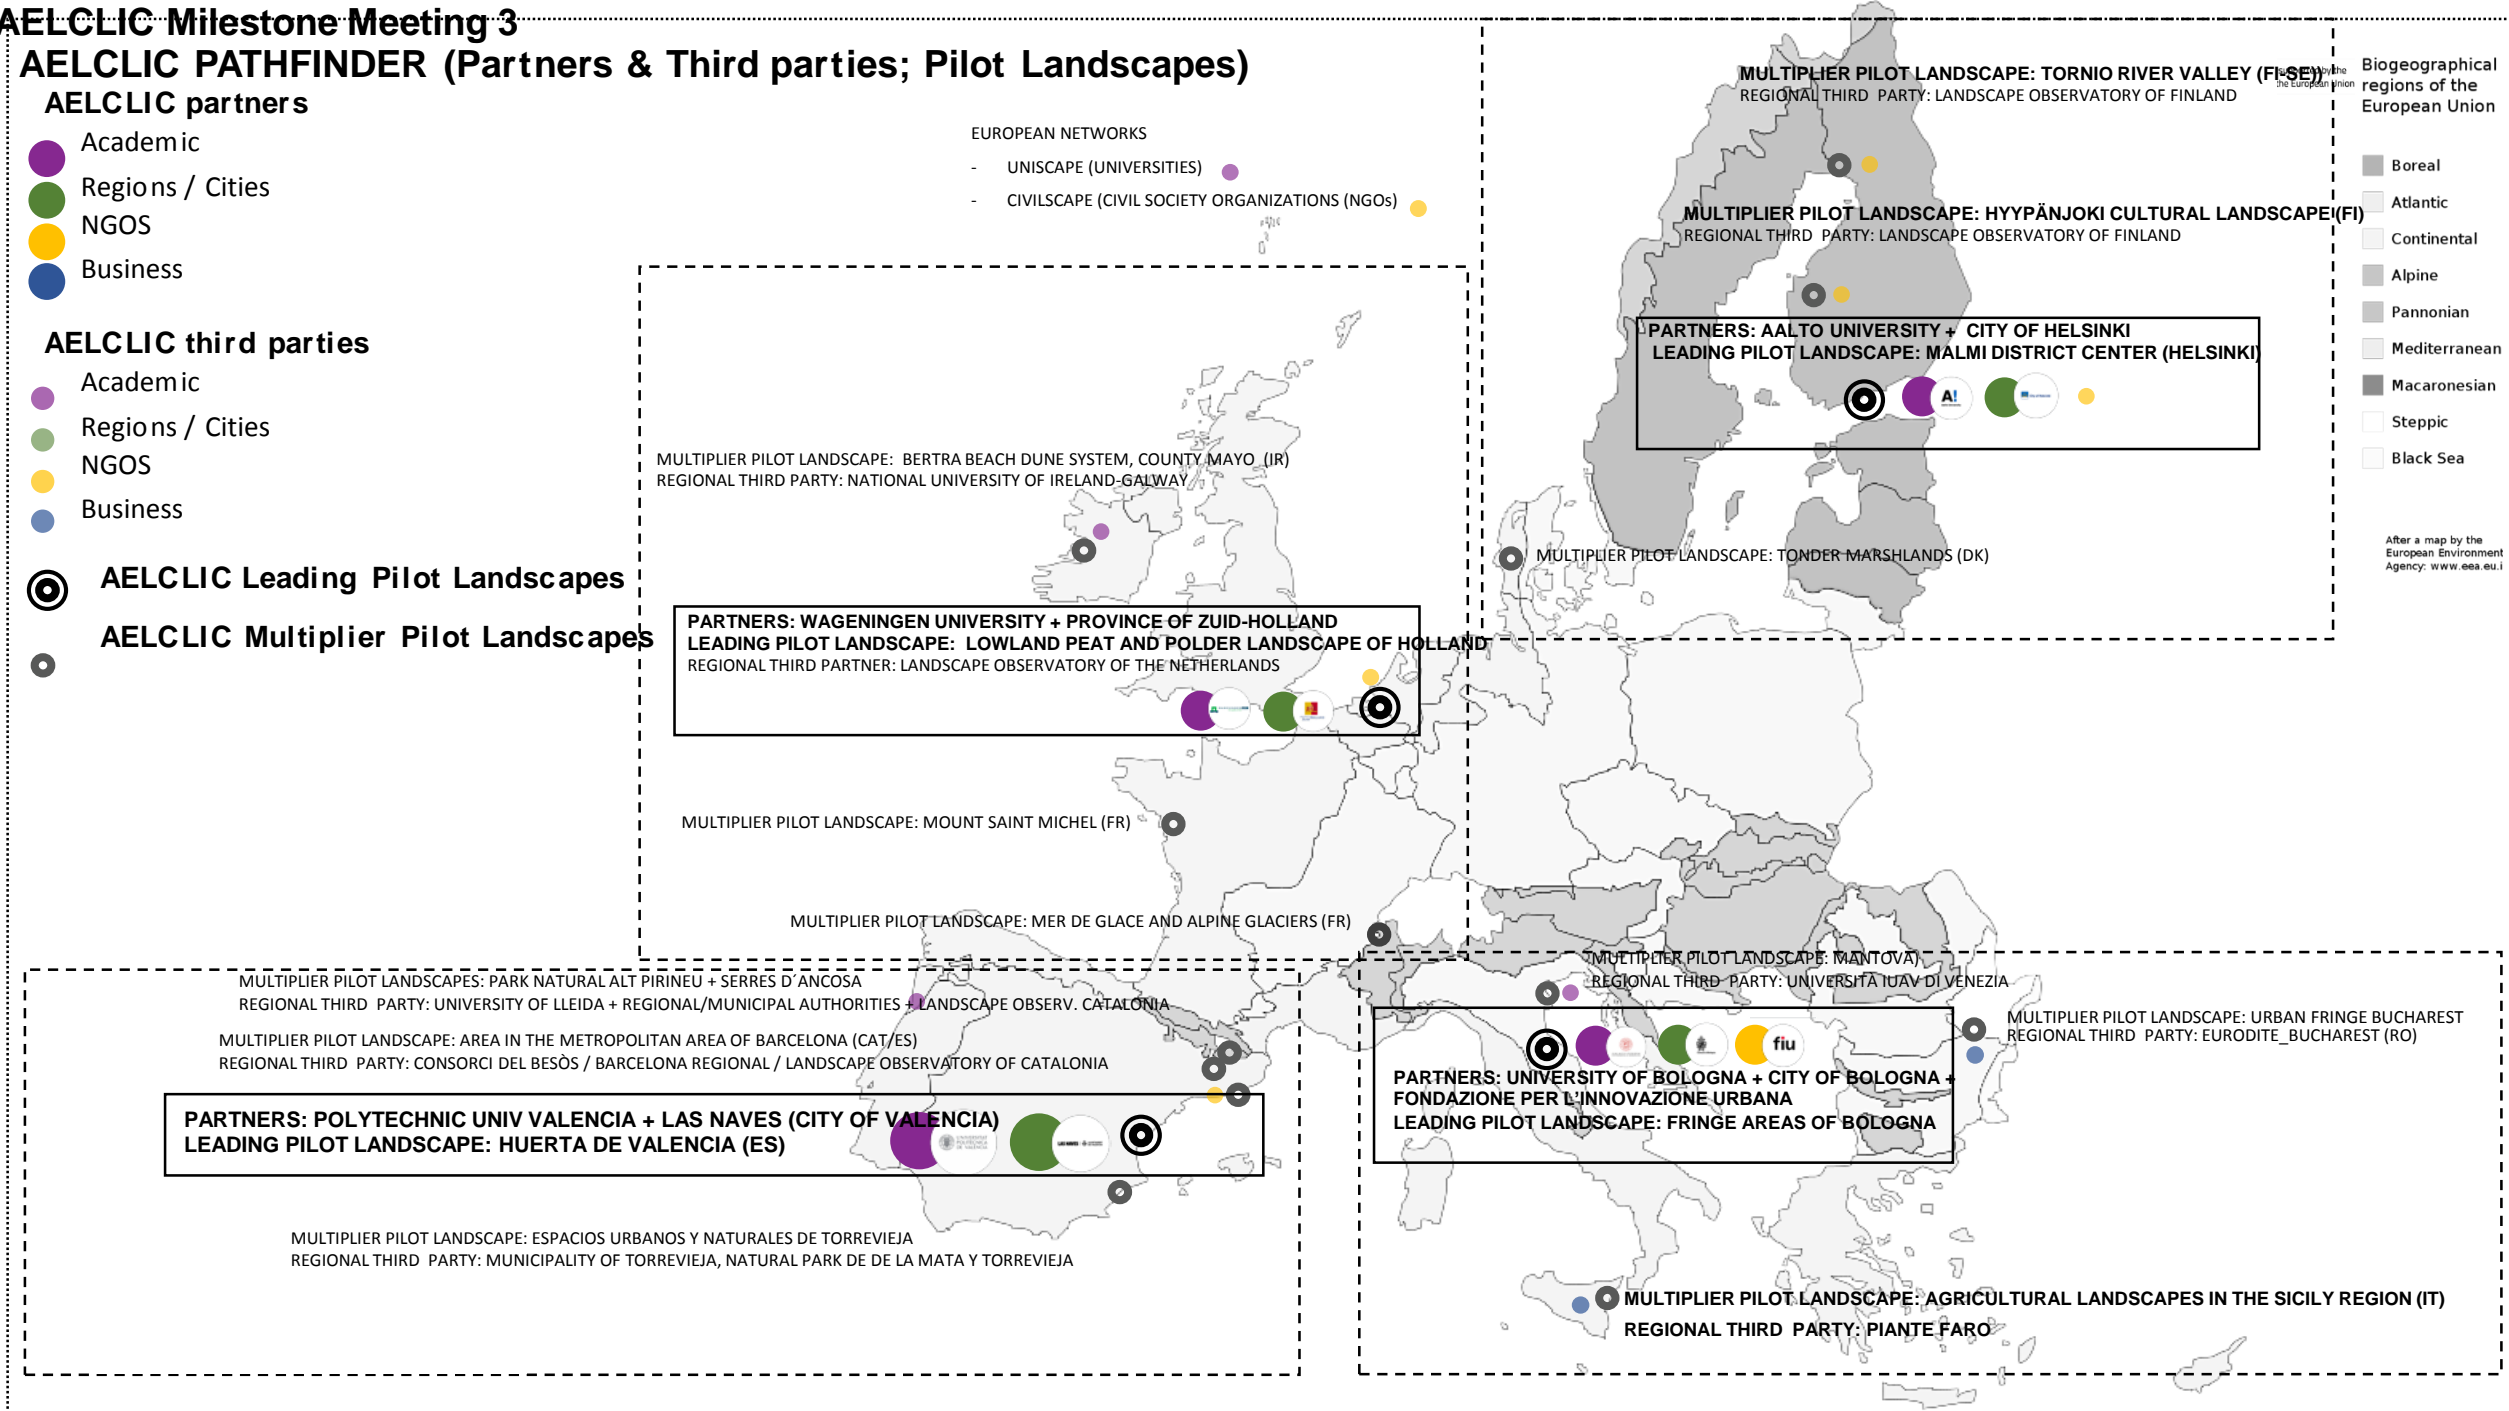 AELCLIC Milestone Meeting 3
AELCLIC PATHFINDER (Partners & Third parties; Pilot Landscapes)
AELCLIC partners
Academic
Regions / Cities
NGOS
Business
AELCLIC third parties
Academic
Regions / Cities
NGOS
Business
AELCLIC Leading Pilot Landscapes
AELCLIC Multiplier Pilot Landscapes
EUROPEAN NETWORKS
- UNISCAPE (UNIVERSITIES)
- CIVILSCAPE (CIVIL SOCIETY ORGANIZATIONS (NGOs)
MULTIPLIER PILOT LANDSCAPE: TORNIO RIVER VALLEY (FI-SE))
REGIONAL THIRD PARTY: LANDSCAPE OBSERVATORY OF FINLAND
by the
the European Union
MULTIPLIER PILOT LANDSCAPE: HYYPÄNJOKI CULTURAL LANDSCAPE (FI)
REGIONAL THIRD PARTY: LANDSCAPE OBSERVATORY OF FINLAND
PARTNERS: AALTO UNIVERSITY + CITY OF HELSINKI
LEADING PILOT LANDSCAPE: MALMI DISTRICT CENTER (HELSINKI)
A!
MULTIPLIER PILOT LANDSCAPE: TONDER MARSHLANDS (DK)
Biogeographical
regions of the
European Union
Boreal
Atlantic
Continental
Alpine
Pannonian
Mediterranean
Macaronesian
Steppic
Black Sea
After a map by the
European Environment
Agency: www.eea.eu.i
MULTIPLIER PILOT LANDSCAPE: BERTRA BEACH DUNE SYSTEM, COUNTY MAYO (IR)
REGIONAL THIRD PARTY: NATIONAL UNIVERSITY OF IRELAND-GALWAY
PARTNERS: WAGENINGEN UNIVERSITY + PROVINCE OF ZUID-HOLLAND
LEADING PILOT LANDSCAPE: LOWLAND PEAT AND POLDER LANDSCAPE OF HOLLAND
REGIONAL THIRD PARTNER: LANDSCAPE OBSERVATORY OF THE NETHERLANDS
MULTIPLIER PILOT LANDSCAPE: MOUNT SAINT MICHEL (FR)
MULTIPLIER PILOT LANDSCAPE: MER DE GLACE AND ALPINE GLACIERS (FR)
MULTIPLIER PILOT LANDSCAPES: PARK NATURAL ALT PIRINEU + SERRES D´ANCOSA
REGIONAL THIRD PARTY: UNIVERSITY OF LLEIDA + REGIONAL/MUNICIPAL AUTHORITIES + LANDSCAPE OBSERV. CATALONIA
MULTIPLIER PILOT LANDSCAPE: AREA IN THE METROPOLITAN AREA OF BARCELONA (CAT/ES)
REGIONAL THIRD PARTY: CONSORCI DEL BESÒS / BARCELONA REGIONAL / LANDSCAPE OBSERVATORY OF CATALONIA
PARTNERS: POLYTECHNIC UNIV VALENCIA + LAS NAVES (CITY OF VALENCIA)
LEADING PILOT LANDSCAPE: HUERTA DE VALENCIA (ES)
UNIVERSITAT
POLITÈCNICA
DE VALÈNCIA
LAS NAVES
MULTIPLIER PILOT LANDSCAPE: ESPACIOS URBANOS Y NATURALES DE TORREVIEJA
REGIONAL THIRD PARTY: MUNICIPALITY OF TORREVIEJA, NATURAL PARK DE DE LA MATA Y TORREVIEJA
MULTIPLIER PILOT LANDSCAPE: MANTOVA)
REGIONAL THIRD PARTY: UNIVERSITÀ IUAV DI VENEZIA
fiu
PARTNERS: UNIVERSITY OF BOLOGNA + CITY OF BOLOGNA +
FONDAZIONE PER L'INNOVAZIONE URBANA
LEADING PILOT LANDSCAPE: FRINGE AREAS OF BOLOGNA
MULTIPLIER PILOT LANDSCAPE: URBAN FRINGE BUCHAREST
REGIONAL THIRD PARTY: EURODITE_BUCHAREST (RO)
MULTIPLIER PILOT LANDSCAPE: AGRICULTURAL LANDSCAPES IN THE SICILY REGION (IT)
REGIONAL THIRD PARTY: PIANTE FARO